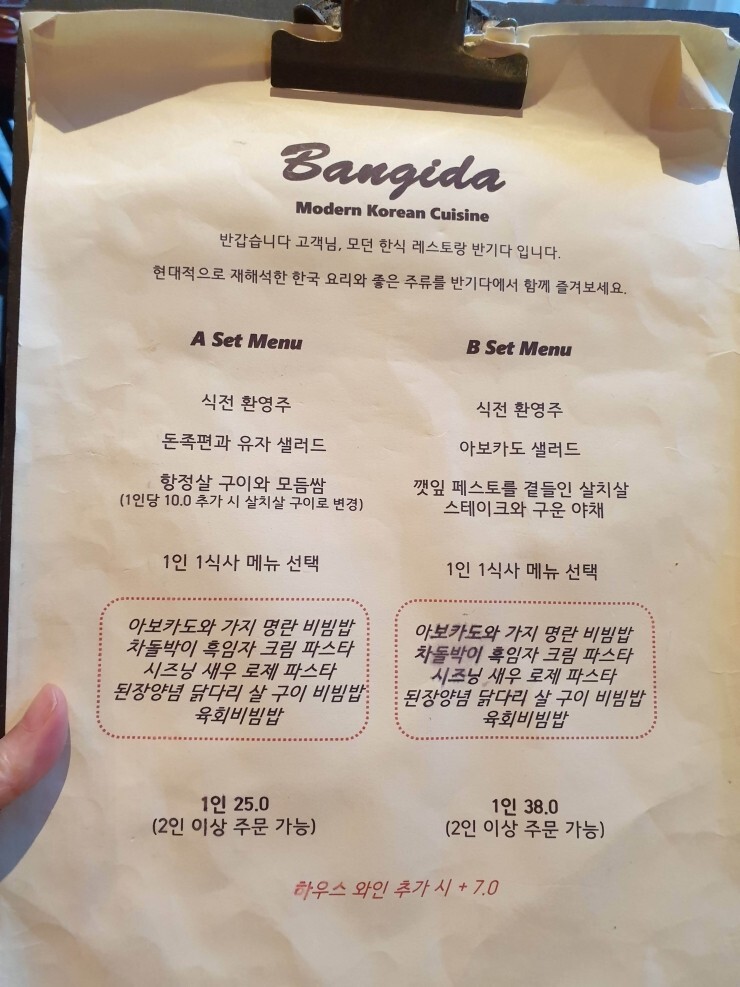 Bangida
Modern Korean Cuisine
반갑습니다 고객님, 모던 한식 레스토랑 반기다 입니다.
현대적으로 재해석한 한국 요리와 좋은 주류를 반기다에서 함께 즐겨보세요.
A Set Menu
식전 환영주
돈족편과 유자 샐러드
항정살 구이와 모듬쌈
(1인당 10.0 추가 시 살치살 구이로 변경)
1인 1식사 메뉴 선택
아보카도와 가지 명란 비빔밥
차돌박이 흑임자 크림 파스타
시즈닝 새우 로제 파스타
된장양념 닭다리 살 구이 비빔밥
육회비빔밥
1인 25.0
(2인 이상 주문 가능)
B Set Menu
식전 환영주
아보카도 샐러드
깻잎 페스토를 곁들인 살치살
스테이크와 구운 야채
1인 1식사 메뉴 선택
아보카도와 가지 명란 비빔밥
차돌박이 흑임자 크림 파스타
시즈닝 새우 로제 파스타
된장양념 닭다리 살 구이 비빔밥
육회비빔밥
1인 38.0
(2인 이상 주문 가능)
하우스 와인 추가 시 + 7.0